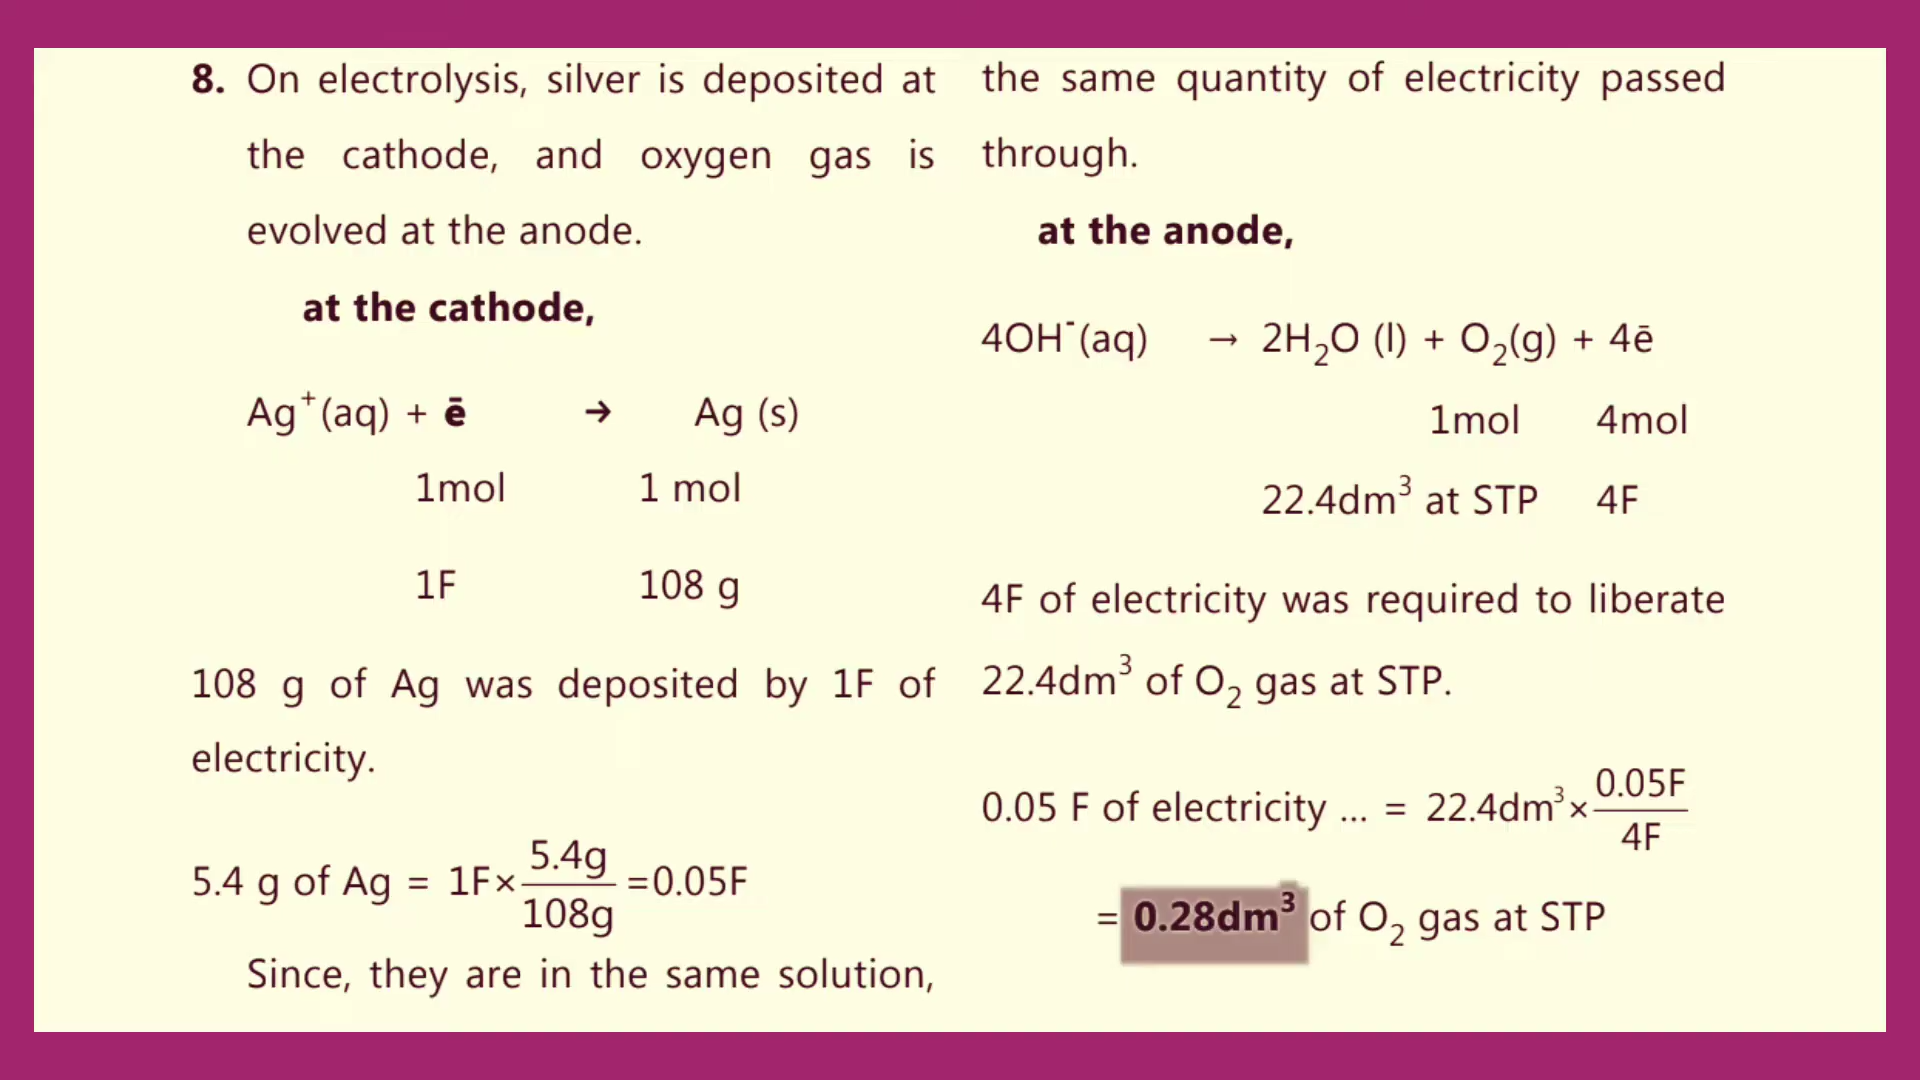 8. On electrolysis, silver is deposited at
the cathode, and oxygen gas is
evolved at the anode.
at the cathode,
Ag⁺(aq) + ē → Ag (s)
1mol 1 mol
1F 108 g
108 g of Ag was deposited by 1F of
electricity.
5.4 g of Ag = 1F×5.4g/108g=0.05F
Since, they are in the same solution,
the same quantity of electricity passed
through.
at the anode,
4OH⁻(aq) → 2H₂O (l) + O₂(g) + 4ē
1mol 4mol
22.4dm³ at STP 4F
4F of electricity was required to liberate
22.4dm³ of O₂ gas at STP.
0.05 F of electricity ... = 22.4dm³×0.05F/4F
= 0.28dm³ of O₂ gas at STP